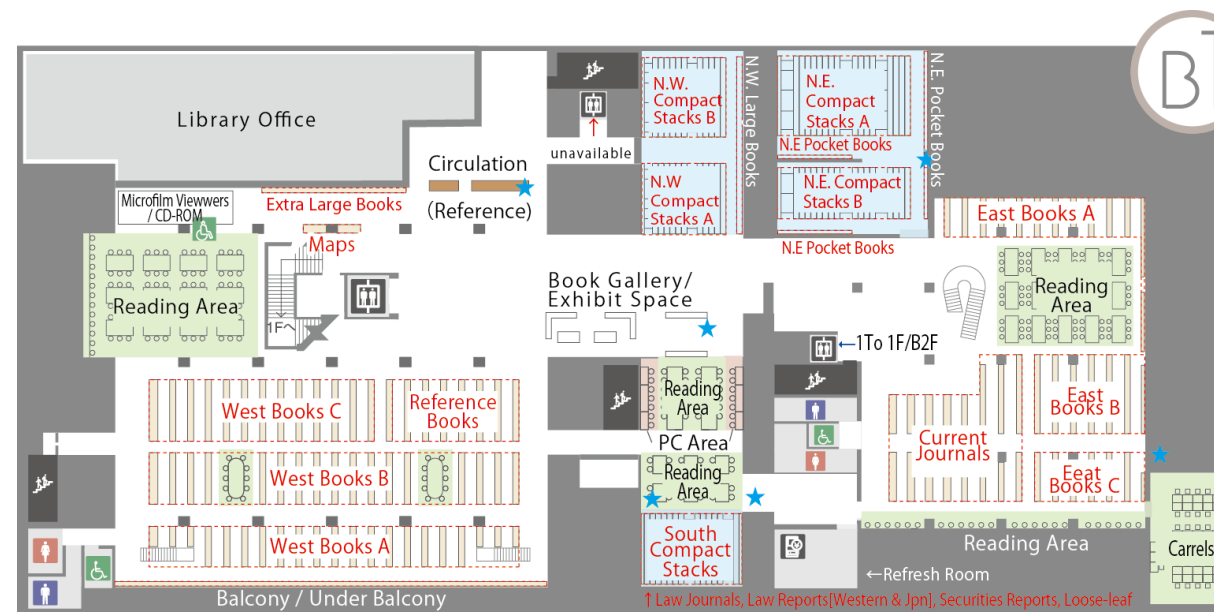 B
Library Office
unavailable
Circulation
(Reference)
N.W.
Compact
Stacks B
N.W. Large Books
N.E.
Compact
Stacks A
N.E. Pocket Books
N.E Pocket Books
N.W
Compact
Stacks A
N.E. Compact
Stacks B
N.E Pocket Books
Microfilm Viewwers
/ CD-ROM
Extra Large Books
Maps
East Books A
Reading Area
1F
Book Gallery/
Exhibit Space
Reading
Area
←1To 1F/B2F
West Books C
Reference
Books
Reading
Area
PC Area
East
Books B
Current
Journals
West Books B
Reading
Area
Eeat
Books C
West Books A
South
Compact
Stacks
Reading Area
Carrels
←Refresh Room
Balcony / Under Balcony
↑ Law Journals, Law Reports[Western & Jpn], Securities Reports, Loose-leaf